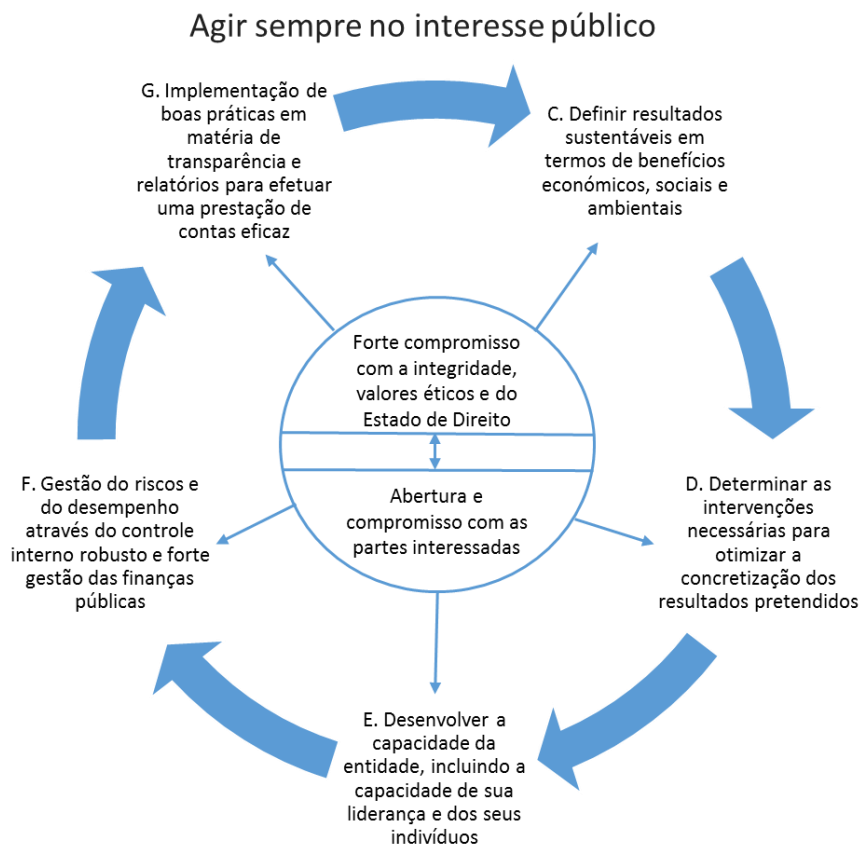 Agir sempre no interesse público
G. Implementação de
boas práticas em
matéria de
transparência e
relatórios para efetuar
uma prestação de
contas eficaz
C. Definir resultados
sustentáveis em
termos de benefícios
económicos, sociais e
ambientais
Forte compromisso
com a integridade,
valores éticos e do
Estado de Direito
Abertura e
compromisso com as
partes interessadas
F. Gestão do riscos e
do desempenho
através do controle
interno robusto e forte
gestão das finanças
públicas
D. Determinar as
intervenções
necessárias para
otimizar a
concretização dos
resultados pretendidos
E. Desenvolver a
capacidade da
entidade, incluindo a
capacidade de sua
liderança e dos seus
indivíduos